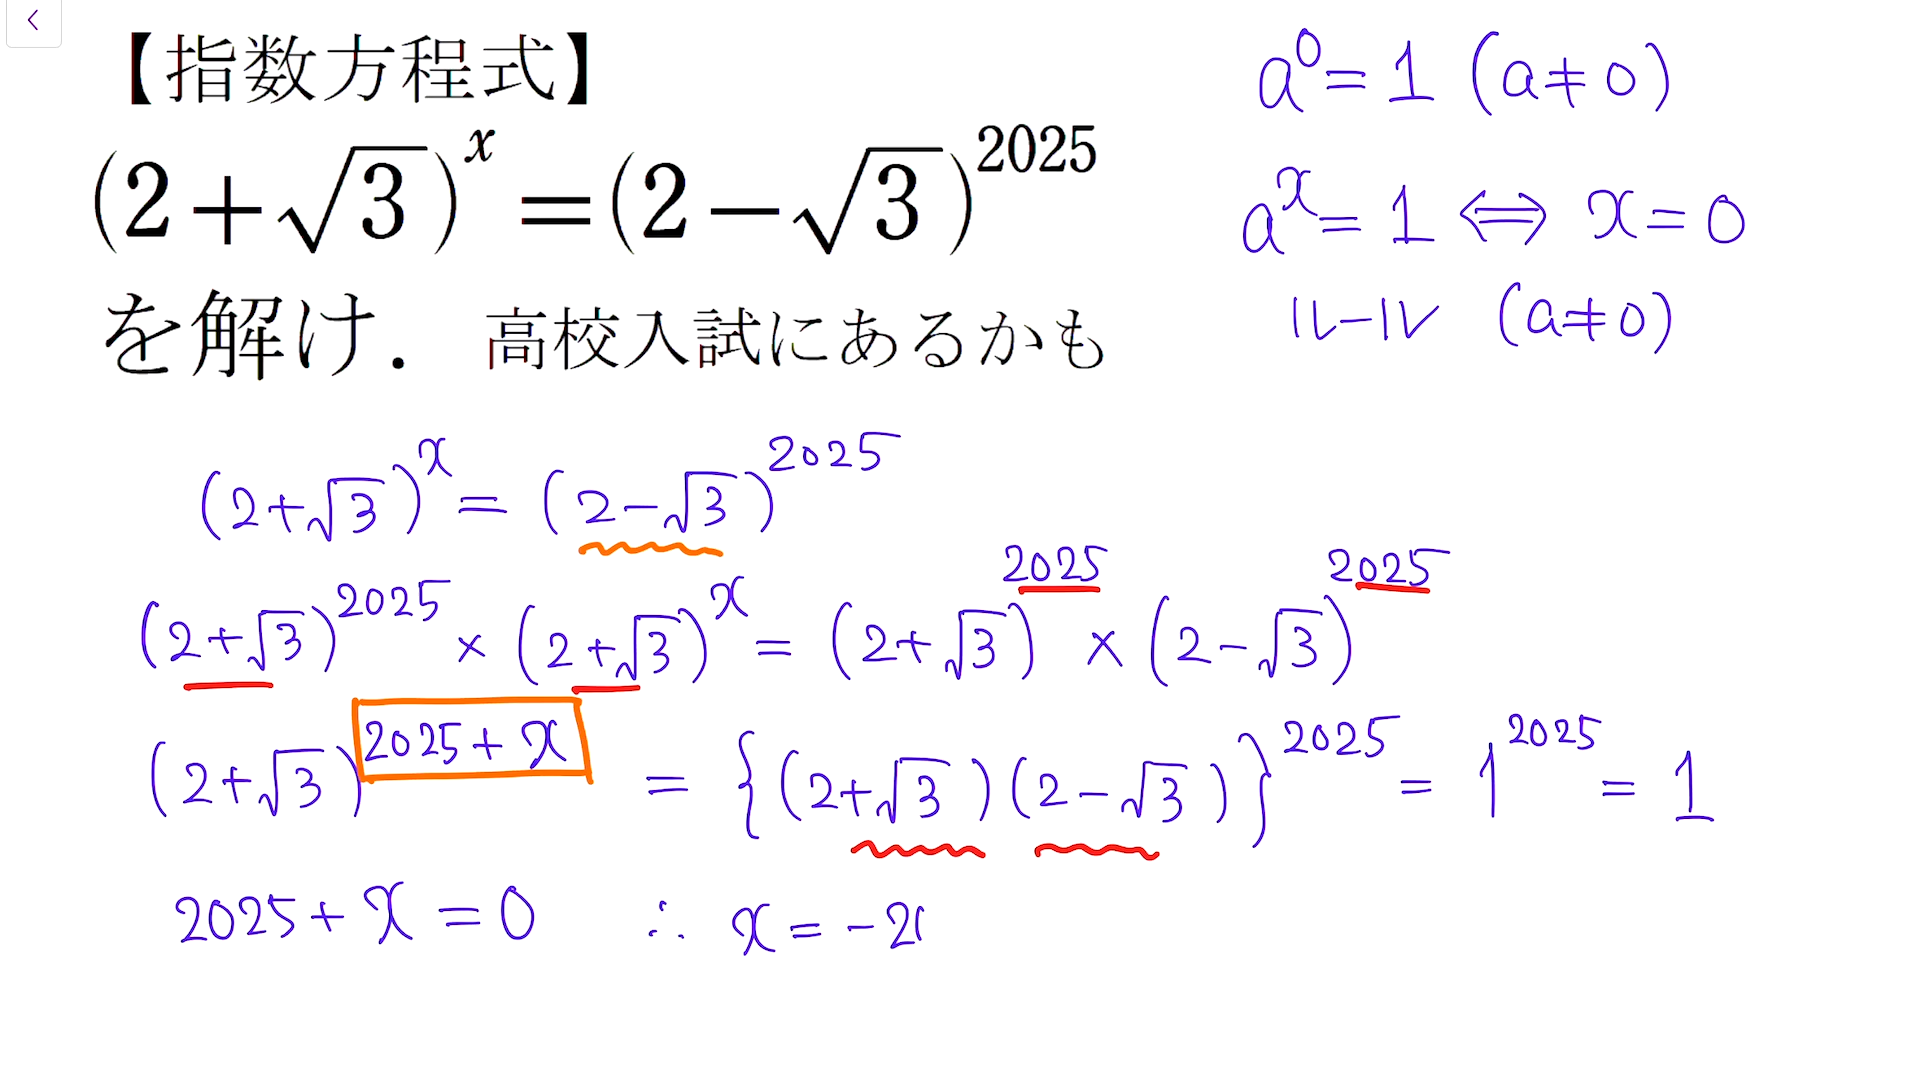 【指数方程式】
(2+√3)^x=(2−√3)^2025
を解け. 高校入試にあるかも
a^0=1 (a≠0)
a^x=1⟺x=0
ルール (a≠0)
(2+√3)^x=(2−√3)^2025
(2+√3)^2025×(2+√3)^x=(2+√3)^2025×(2−√3)^2025
(2+√3)^2025+x={(2+√3)(2−√3)}^2025=1^2025=1
2025+x=0 ∴ x=−20